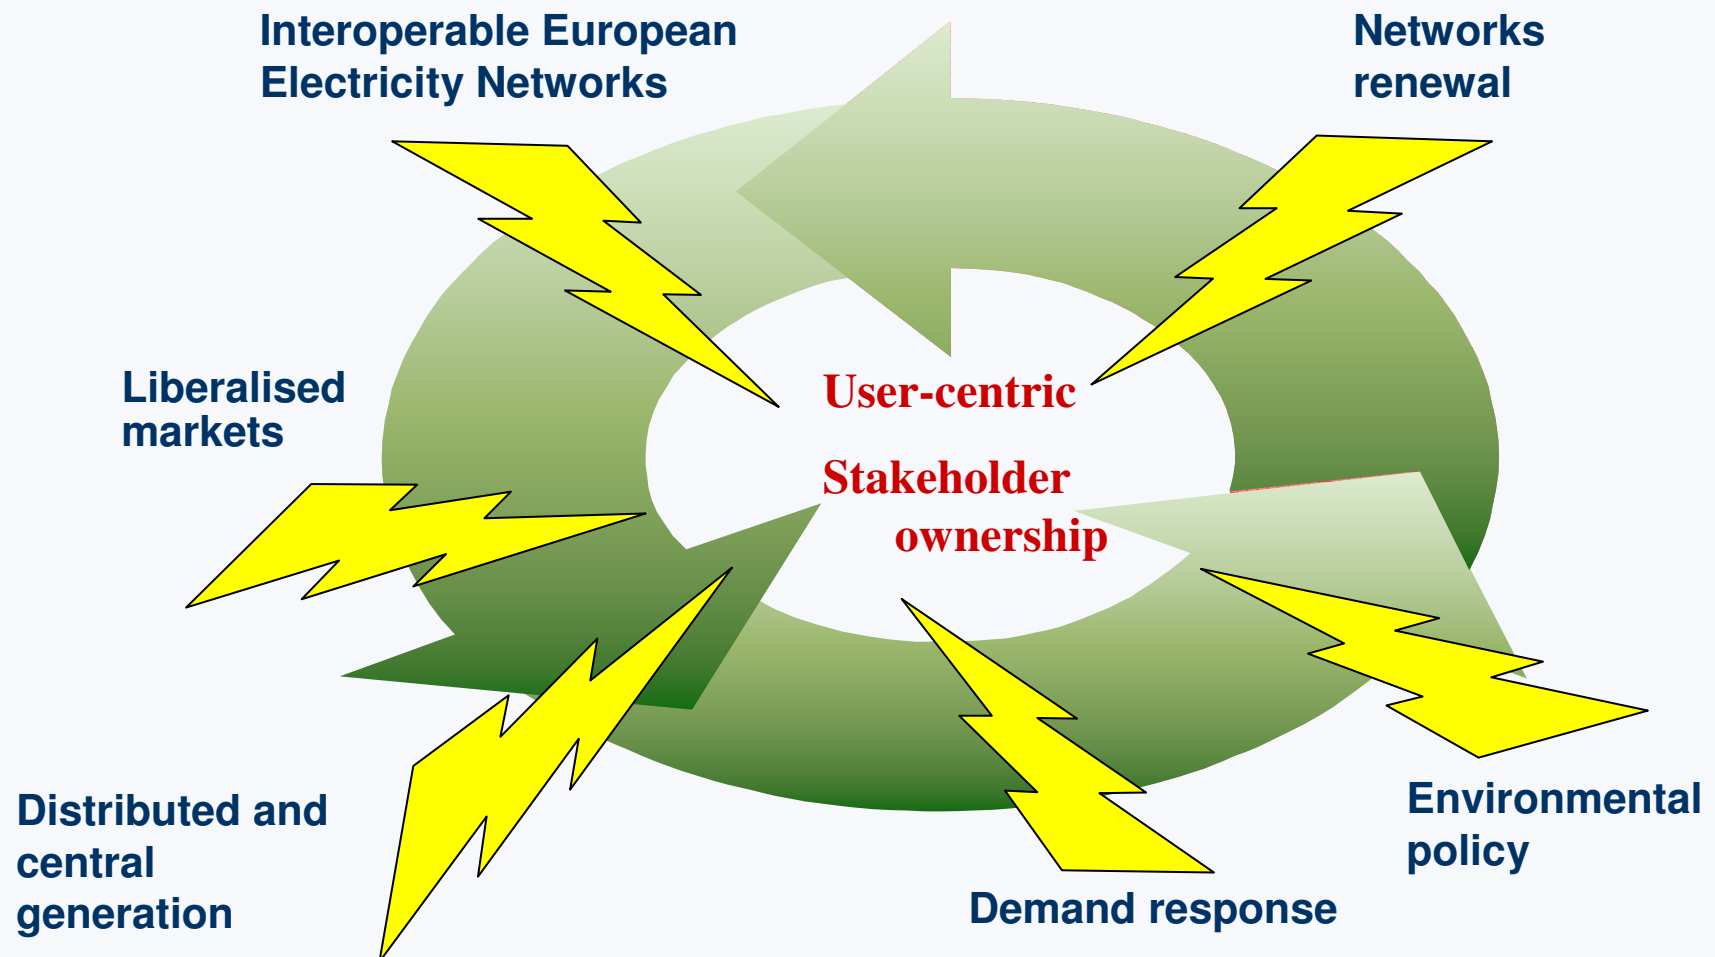 Interoperable European
Electricity Networks
Networks
renewal
Liberalised
markets
User-centric
Stakeholder
ownership
Distributed and
central
generation
Demand response
Environmental
policy